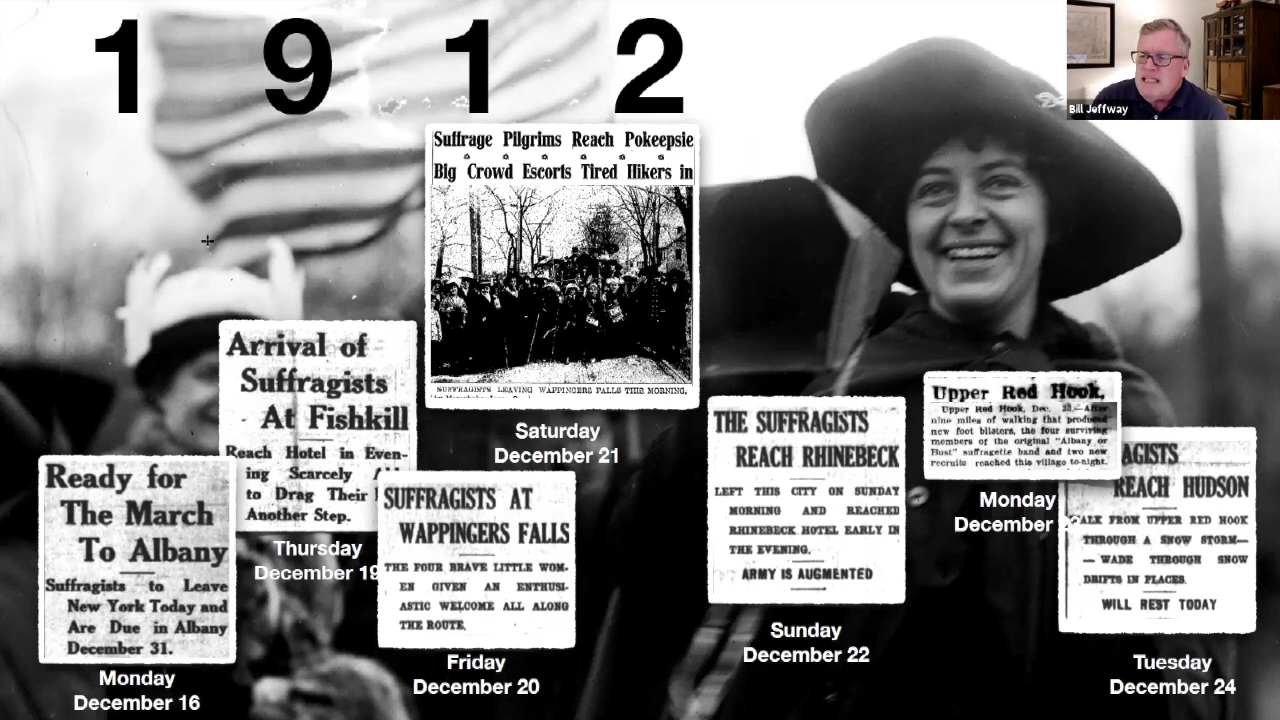 1 9 1 2
Bill Jeffway
Suffrage Pilgrims Reach Pokeepsie
Big Crowd Escorts Tired Hikers in
SUFFRAGISTS LEAVING WAPPINGERS FALLS THIS MORNING,
Saturday
December 21
Arrival of
Suffragists
At Fishkill
Reach Hotel in Even-
ing Scarcely
to Drag Their
Another Step.
Thursday
December 19
Ready for
The March
To Albany
Suffragists to Leave
New York Today and
Are Due in Albany
December 31.
Monday
December 16
SUFFRAGISTS AT
WAPPINGERS FALLS
THE FOUR BRAVE LITTLE WOM-
EN GIVEN AN ENTHUSI-
ASTIC WELCOME ALL ALONG
THE ROUTE.
Friday
December 20
THE SUFFRAGISTS
REACH RHINEBECK
LEFT THIS CITY ON SUNDAY
MORNING AND REACHED
RHINEBECK HOTEL EARLY IN
THE EVENING.
ARMY IS AUGMENTED
Sunday
December 22
Upper Red Hook.
Upper Red Hook, Dec. 23.—After
nine miles of walking that produced
new foot blisters, the four surviving
members of the original "Albany or
Bust" suffragette band and two new
recruits reached this village to-night.
Monday
December
AGISTS
REACH HUDSON
WALK FROM UPPER RED HOOK
THROUGH A SNOW STORM—
— WADE THROUGH SNOW
DRIFTS IN PLACES.
WILL REST TODAY
Tuesday
December 24